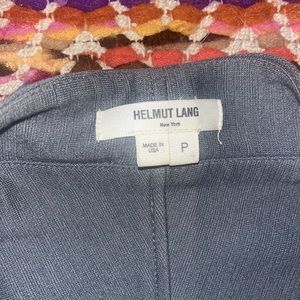 HELMUT LANG
New York
MADE IN
USA
P